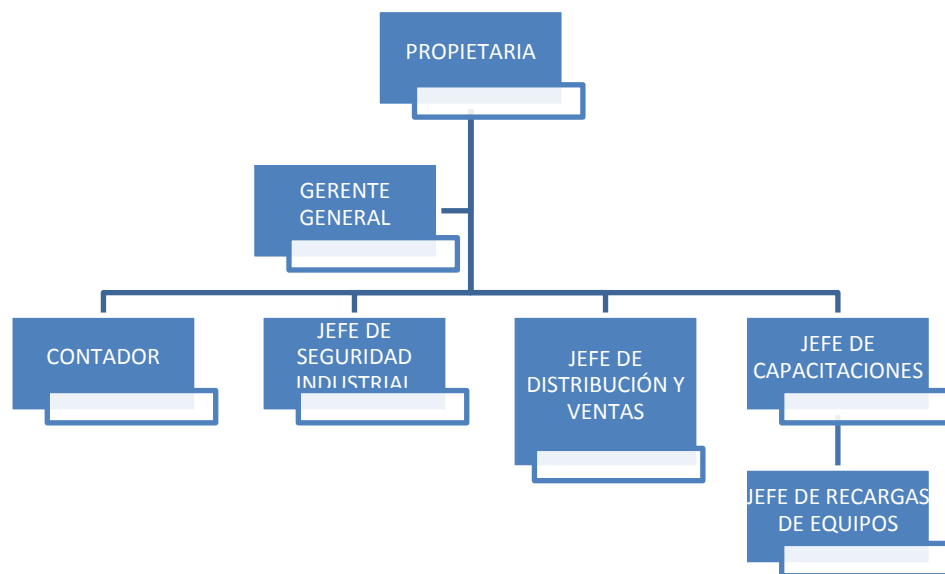 PROPIETARIA
GERENTE
GENERAL
CONTADOR
JEFE DE
SEGURIDAD
INDUSTRIAL
JEFE DE
DISTRIBUCIÓN Y
VENTAS
JEFE DE
CAPACITACIONES
JEFE DE RECARGAS
DE EQUIPOS